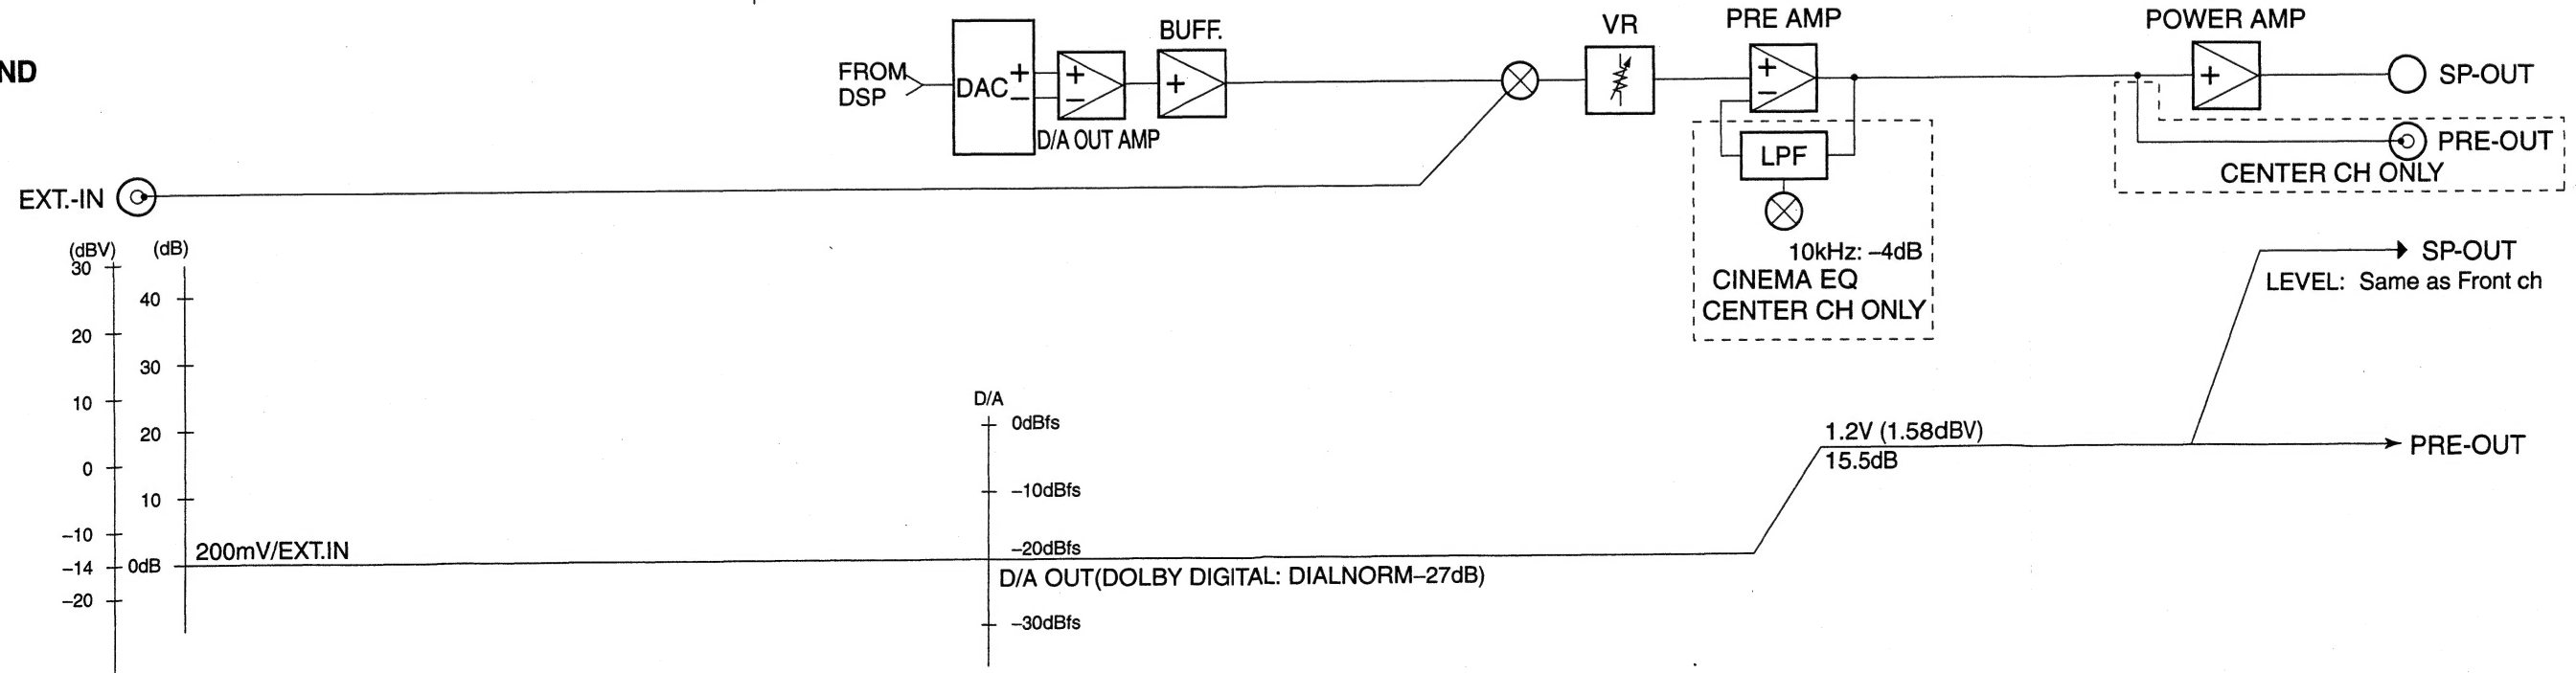 ND
FROM
DSP
DAC
+
−
+
−
D/A OUT AMP
BUFF.
+
VR
PRE AMP
+
−
LPF
10kHz: −4dB
CINEMA EQ
CENTER CH ONLY
POWER AMP
+
SP-OUT
PRE-OUT
CENTER CH ONLY
EXT.-IN
(dBV) (dB)
30
40
20
30
10
20
0
10
−10
−14 0dB
−20
200mV/EXT.IN
D/A
0dBfs
−10dBfs
−20dBfs
D/A OUT(DOLBY DIGITAL: DIALNORM−27dB)
−30dBfs
1.2V (1.58dBV)
15.5dB
SP-OUT
LEVEL: Same as Front ch
PRE-OUT